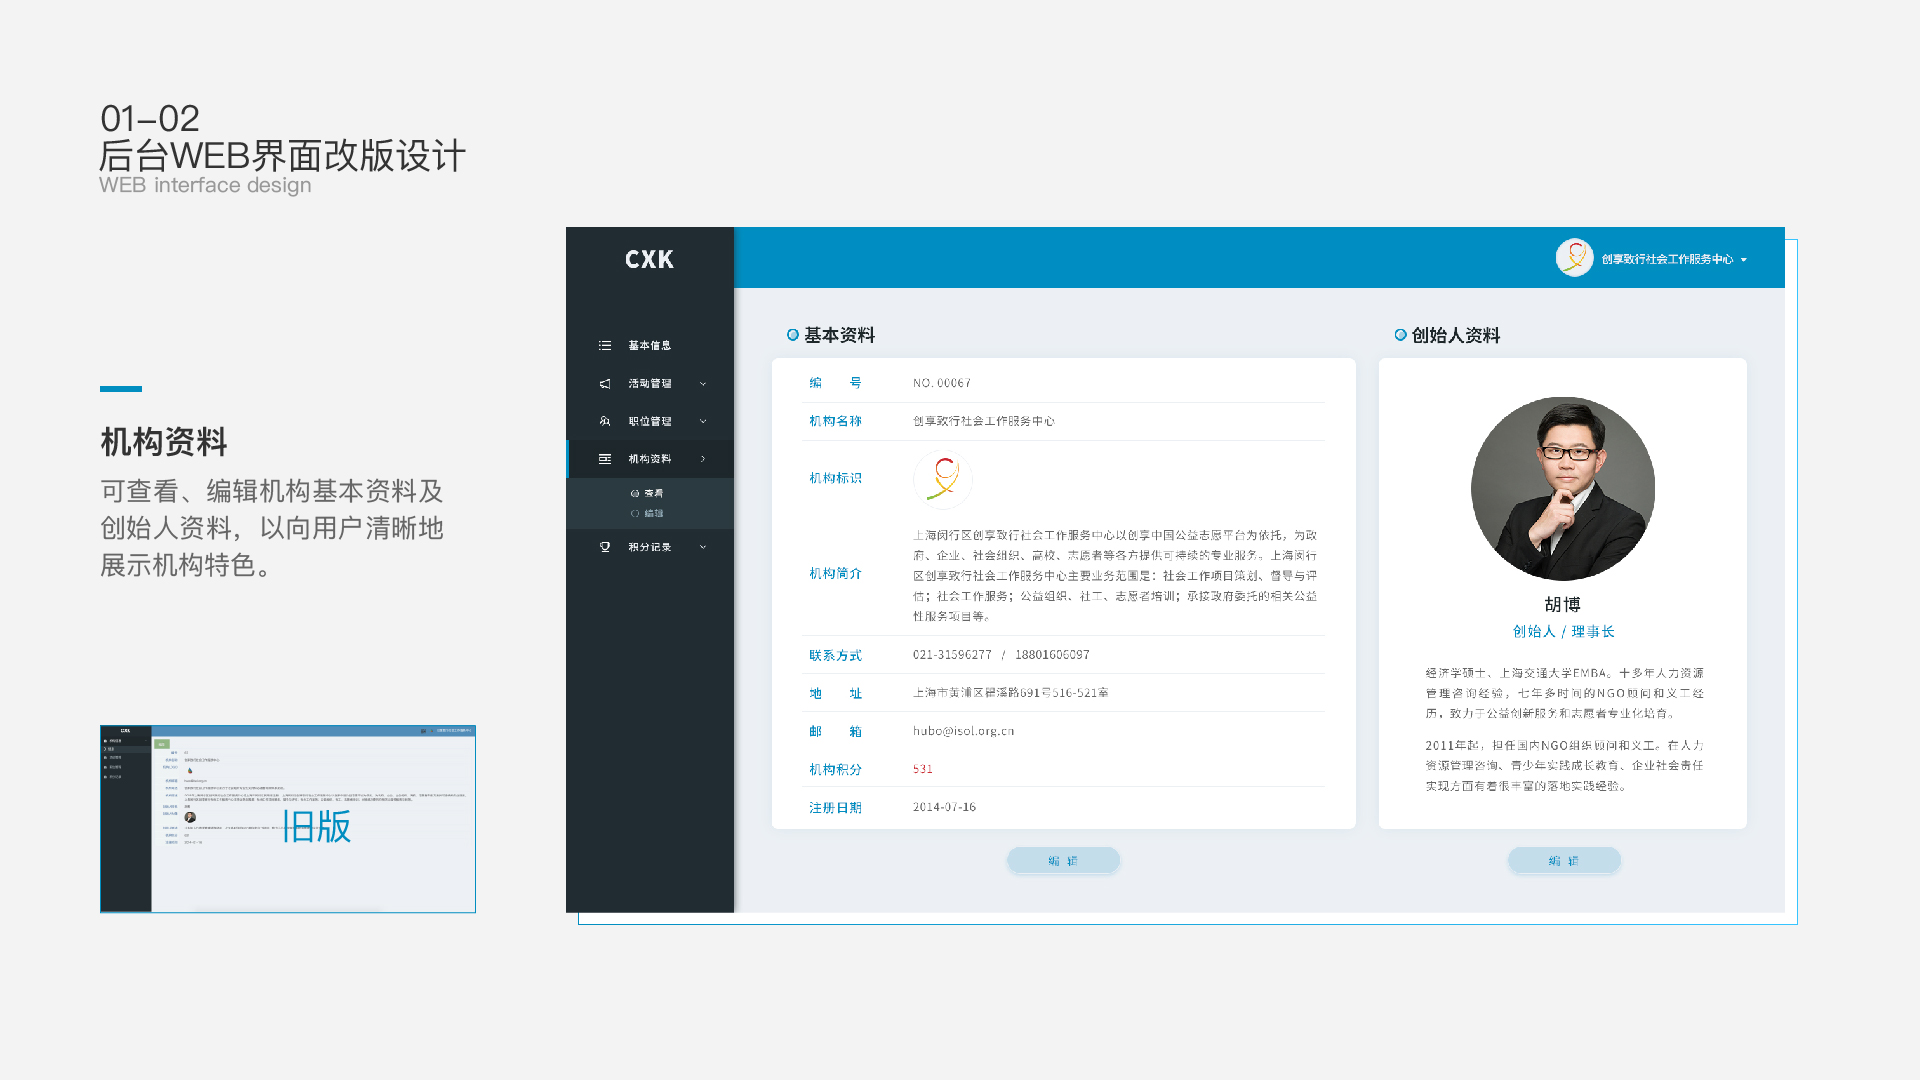 01–02
后台WEB界面改版设计
WEB interface design
机构资料
可查看、编辑机构基本资料及
创始人资料，以向用户清晰地
展示机构特色。
旧版
CXK
创享致行社会工作服务中心
基本信息
活动管理
职位管理
机构资料
查看
编辑
积分记录
基本资料
编 号 NO. 00067
机构名称 创享致行社会工作服务中心
机构标识
机构简介
上海闵行区创享致行社会工作服务中心以创享中国公益志愿平台为依托，为政
府、企业、社会组织、高校、志愿者等各方提供可持续的专业服务。上海闵行
区创享致行社会工作服务中心主要业务范围是：社会工作项目策划、督导与评
估；社会工作服务；公益组织、社工、志愿者培训；承接政府委托的相关公益
性服务项目等。
联系方式 021-31596277 / 18801606097
地 址 上海市黄浦区瞿溪路691号516-521室
邮 箱 hubo@isol.org.cn
机构积分 531
注册日期 2014-07-16
编 辑
创始人资料
胡博
创始人 / 理事长
经济学硕士、上海交通大学EMBA。十多年人力资源
管理咨询经验，七年多时间的NGO顾问和义工经
历，致力于公益创新服务和志愿者专业化培育。
2011年起，担任国内NGO组织顾问和义工。在人力
资源管理咨询、青少年实践成长教育、企业社会责任
实现方面有着很丰富的落地实践经验。
编 辑